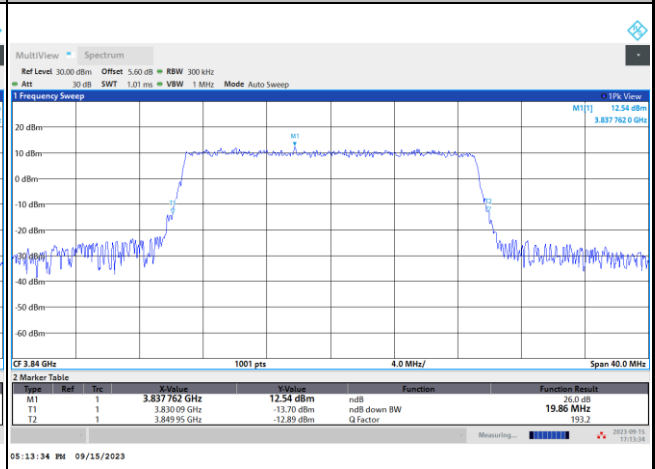 MultiView Spectrum
Ref Level 30.00 dBm Offset 5.60 dB RBW 300 kHz
Att 30 dB SWT 1.01 ms VBW 1 MHz Mode Auto Sweep
1 Frequency Sweep 1Pk View
M1[1] 12.54 dBm
3.837 762 0 GHz
M1
20 dBm
10 dBm
0 dBm
T1
T2
-10 dBm
-20 dBm
-30 dBm
-40 dBm
-50 dBm
-60 dBm
CF 3.84 GHz 1001 pts 4.0 MHz/ Span 40.0 MHz
2 Marker Table
Type Ref Trc X-Value Y-Value Function Function Result
M1 1 3.837 762 GHz 12.54 dBm ndB 26.0 dB
T1 1 3.830 09 GHz -13.70 dBm ndB down BW 19.86 MHz
T2 1 3.849 95 GHz -12.89 dBm Q Factor 193.2
Measuring... 2023-09-15
17:13:34
05:13:34 PM 09/15/2023